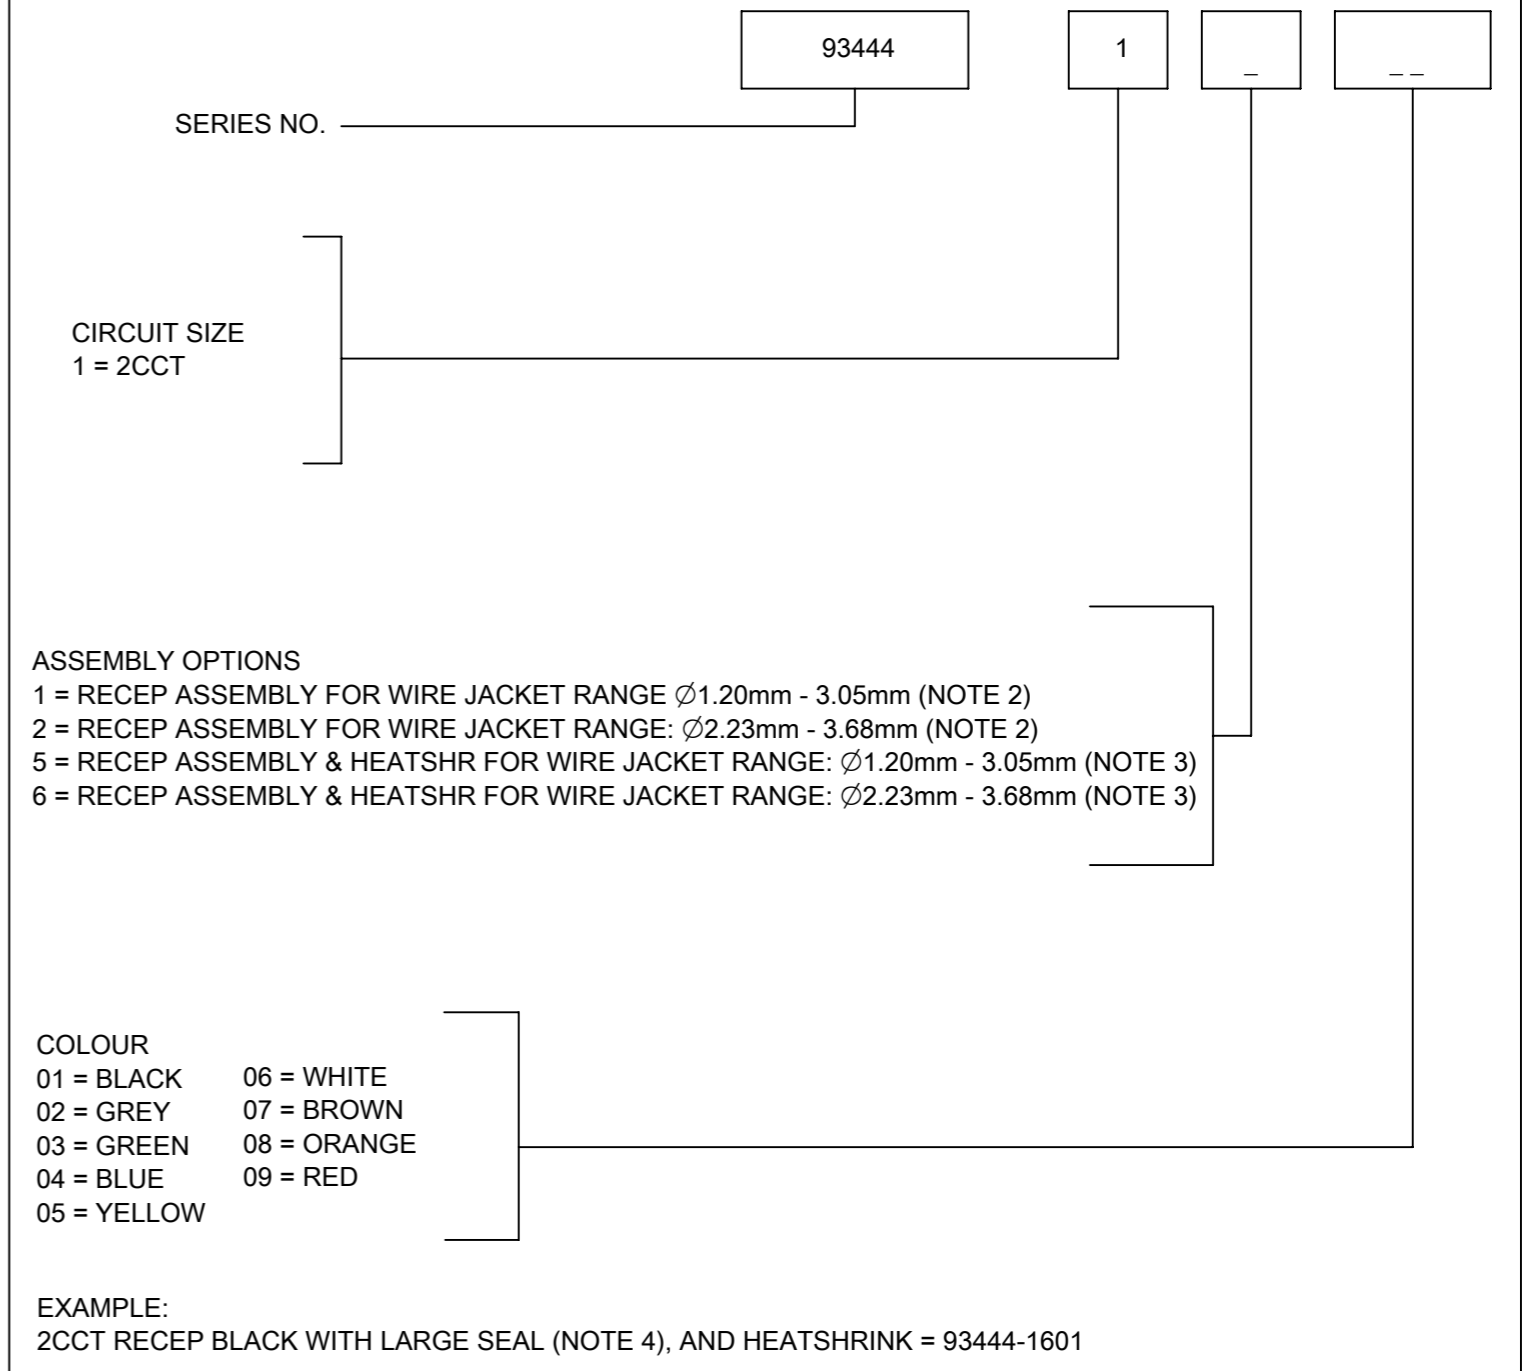 93444 1 _ _ _
SERIES NO.
CIRCUIT SIZE
1 = 2CCT
ASSEMBLY OPTIONS
1 = RECEP ASSEMBLY FOR WIRE JACKET RANGE ∅1.20mm - 3.05mm (NOTE 2)
2 = RECEP ASSEMBLY FOR WIRE JACKET RANGE: ∅2.23mm - 3.68mm (NOTE 2)
5 = RECEP ASSEMBLY & HEATSHR FOR WIRE JACKET RANGE: ∅1.20mm - 3.05mm (NOTE 3)
6 = RECEP ASSEMBLY & HEATSHR FOR WIRE JACKET RANGE: ∅2.23mm - 3.68mm (NOTE 3)
COLOUR
01 = BLACK
02 = GREY
03 = GREEN
04 = BLUE
05 = YELLOW
06 = WHITE
07 = BROWN
08 = ORANGE
09 = RED
EXAMPLE:
2CCT RECEP BLACK WITH LARGE SEAL (NOTE 4), AND HEATSHRINK = 93444-1601